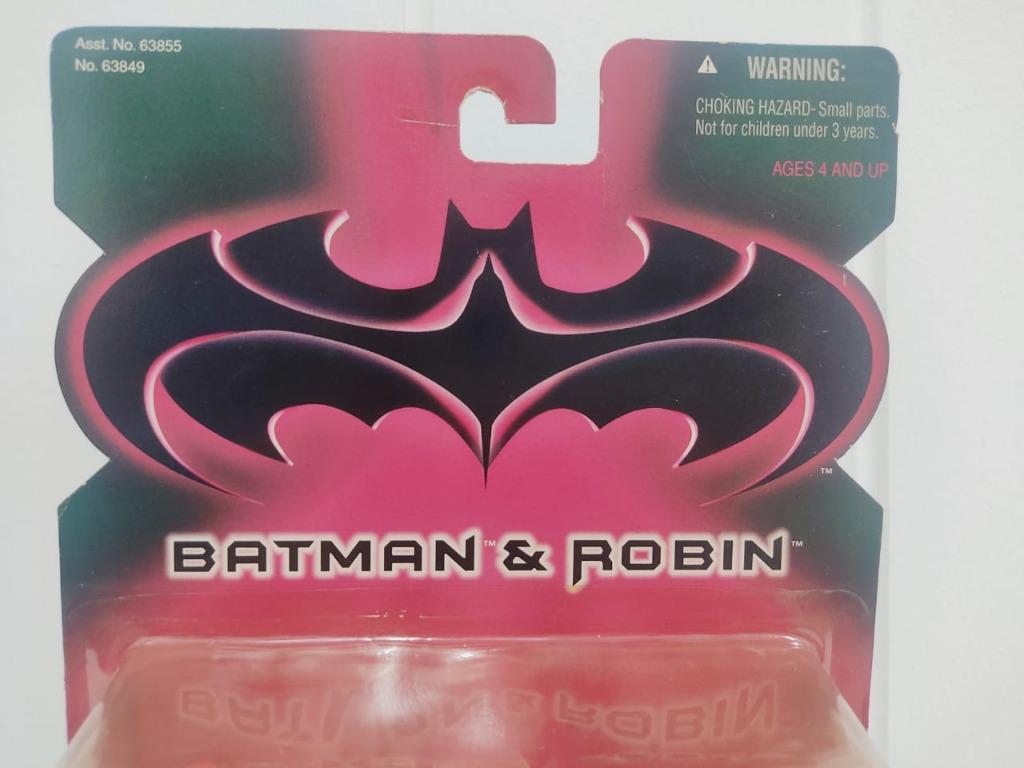 Asst. No. 63855
No. 63849
⚠ WARNING:
CHOKING HAZARD- Small parts.
Not for children under 3 years.
AGES 4 AND UP
™
BATMAN™ & ROBIN™